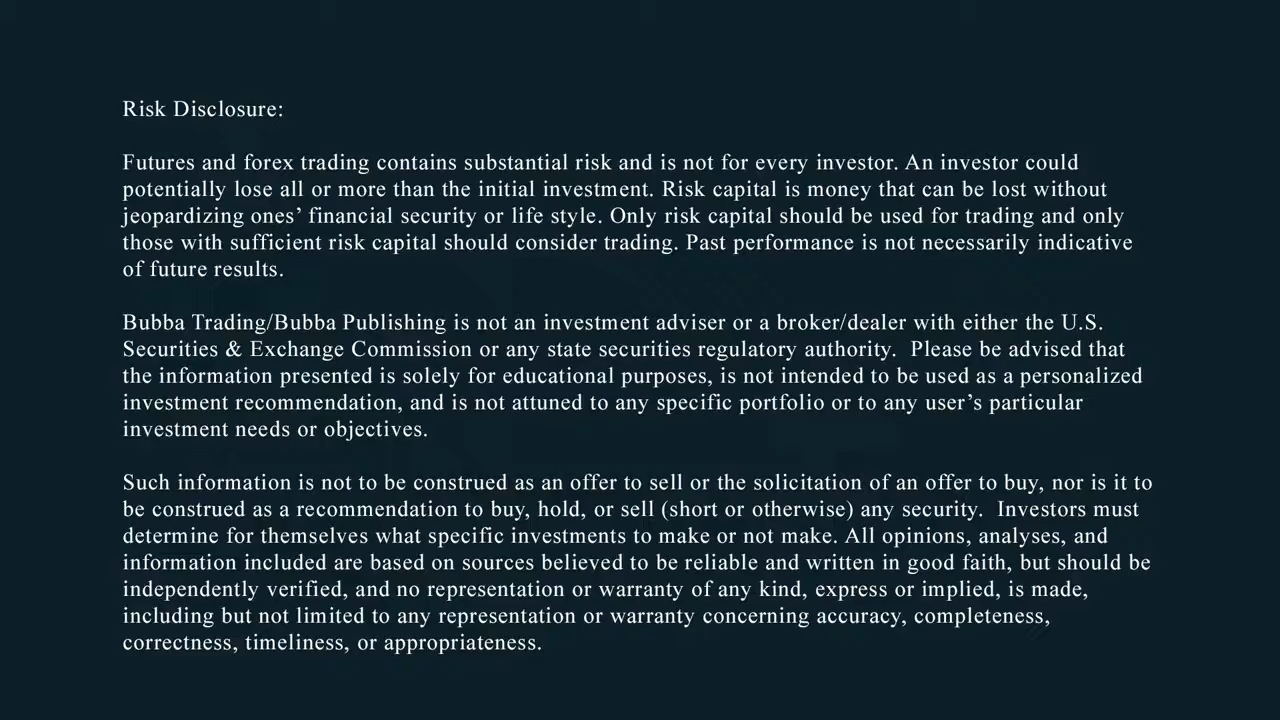 Risk Disclosure:
Futures and forex trading contains substantial risk and is not for every investor. An investor could
potentially lose all or more than the initial investment. Risk capital is money that can be lost without
jeopardizing ones’ financial security or life style. Only risk capital should be used for trading and only
those with sufficient risk capital should consider trading. Past performance is not necessarily indicative
of future results.
Bubba Trading/Bubba Publishing is not an investment adviser or a broker/dealer with either the U.S.
Securities & Exchange Commission or any state securities regulatory authority.  Please be advised that
the information presented is solely for educational purposes, is not intended to be used as a personalized
investment recommendation, and is not attuned to any specific portfolio or to any user’s particular
investment needs or objectives.
Such information is not to be construed as an offer to sell or the solicitation of an offer to buy, nor is it to
be construed as a recommendation to buy, hold, or sell (short or otherwise) any security.  Investors must
determine for themselves what specific investments to make or not make. All opinions, analyses, and
information included are based on sources believed to be reliable and written in good faith, but should be
independently verified, and no representation or warranty of any kind, express or implied, is made,
including but not limited to any representation or warranty concerning accuracy, completeness,
correctness, timeliness, or appropriateness.